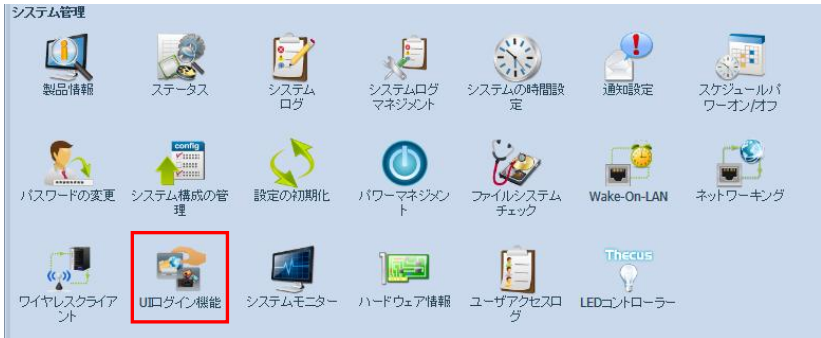 システム管理
製品情報
ステータス
システム
ログ
システムログ
マネジメント
システムの時間設
定
通知設定
スケジュールパ
ワーオン/オフ
config
パスワードの変更
システム構成の管
理
設定の初期化
パワーマネジメン
ト
ファイルシステム
チェック
Wake-On-LAN
ネットワーキング
ワイヤレスクライア
ント
UIログイン機能
システムモニター
ハードウェア情報
ユーザアクセスロ
グ
Thecus
LEDコントローラー